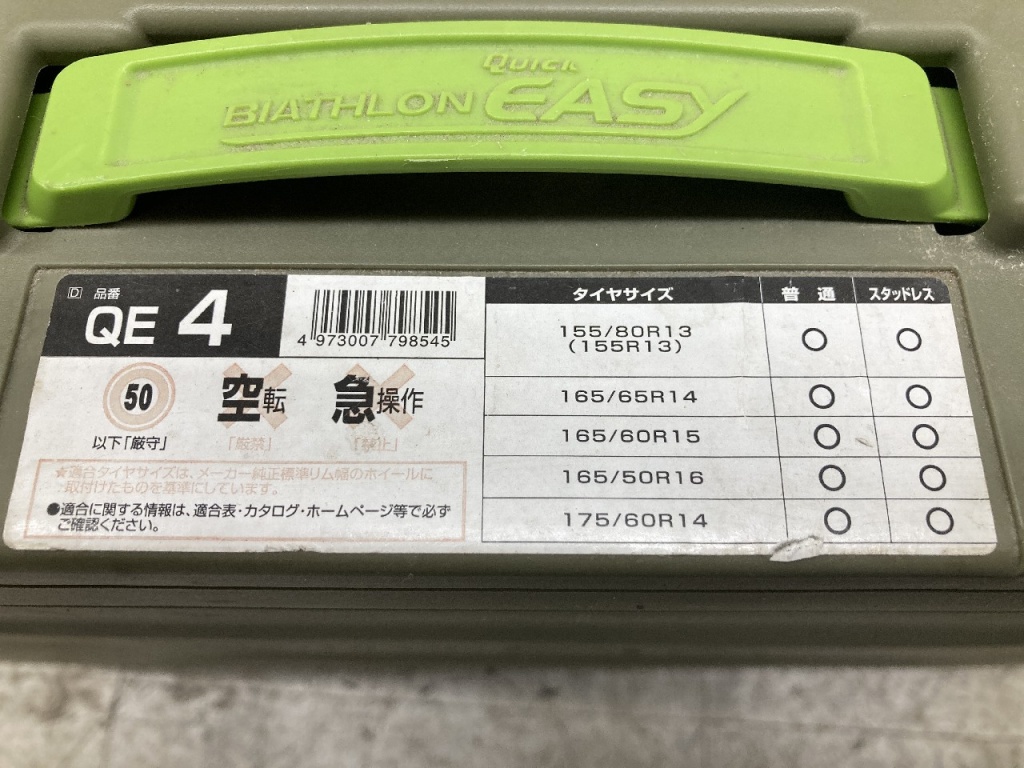 QUICK
BIATHLON EASY
D 品番
QE 4
4 973007 798545
50
以下「厳守」
空転
「厳禁」
急操作
「禁止」
★適合タイヤサイズは、メーカー純正標準リム幅のホイールに
取付けたものを基準にしています。
●適合に関する情報は、適合表・カタログ・ホームページ等で必ず
ご確認ください。
タイヤサイズ 普通 スタッドレス
155/80R13 ○ ○
(155R13)
165/65R14 ○ ○
165/60R15 ○ ○
165/50R16 ○ ○
175/60R14 ○ ○